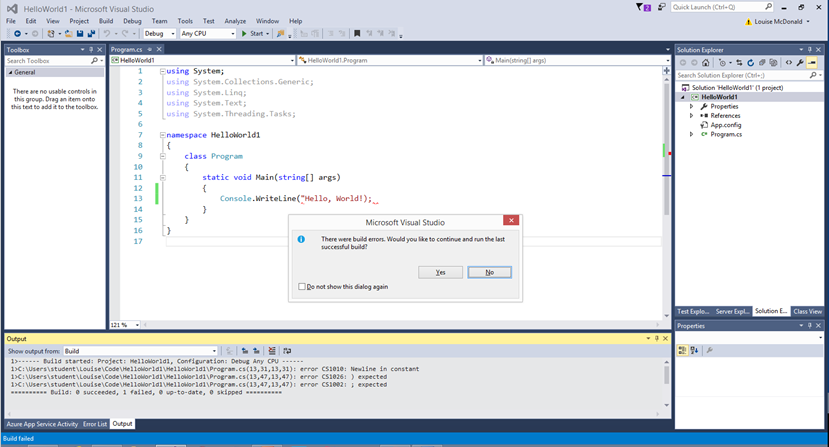 HelloWorld1 - Microsoft Visual Studio
2
Quick Launch (Ctrl+Q)
File Edit View Project Build Debug Team Tools Test Analyze Window Help
Louise McDonald
Debug Any CPU Start
Toolbox
Search Toolbox
General
There are no usable controls in
this group. Drag an item onto
this text to add it to the toolbox.
Program.cs
HelloWorld1 HelloWorld1.Program Main(string[] args)
1 using System;
2 using System.Collections.Generic;
3 using System.Linq;
4 using System.Text;
5 using System.Threading.Tasks;
6
7 namespace HelloWorld1
8 {
9 class Program
10 {
11 static void Main(string[] args)
12 {
13 Console.WriteLine("Hello, World!);
14 }
15 }
16 }
17
121 %
Microsoft Visual Studio
There were build errors. Would you like to continue and run the last
successful build?
Yes No
Do not show this dialog again
Solution Explorer
Search Solution Explorer (Ctrl+;)
Solution 'HelloWorld1' (1 project)
HelloWorld1
Properties
References
App.config
Program.cs
Test Explo... Server Expl... Solution E... Class View
Properties
Output
Show output from: Build
1>------ Build started: Project: HelloWorld1, Configuration: Debug Any CPU ------
1>C:\Users\student\Louise\Code\HelloWorld1\HelloWorld1\Program.cs(13,31,13,31): error CS1010: Newline in constant
1>C:\Users\student\Louise\Code\HelloWorld1\HelloWorld1\Program.cs(13,47,13,47): error CS1026: ) expected
1>C:\Users\student\Louise\Code\HelloWorld1\HelloWorld1\Program.cs(13,47,13,47): error CS1002: ; expected
========== Build: 0 succeeded, 1 failed, 0 up-to-date, 0 skipped ==========
Azure App Service Activity Error List Output
Build failed